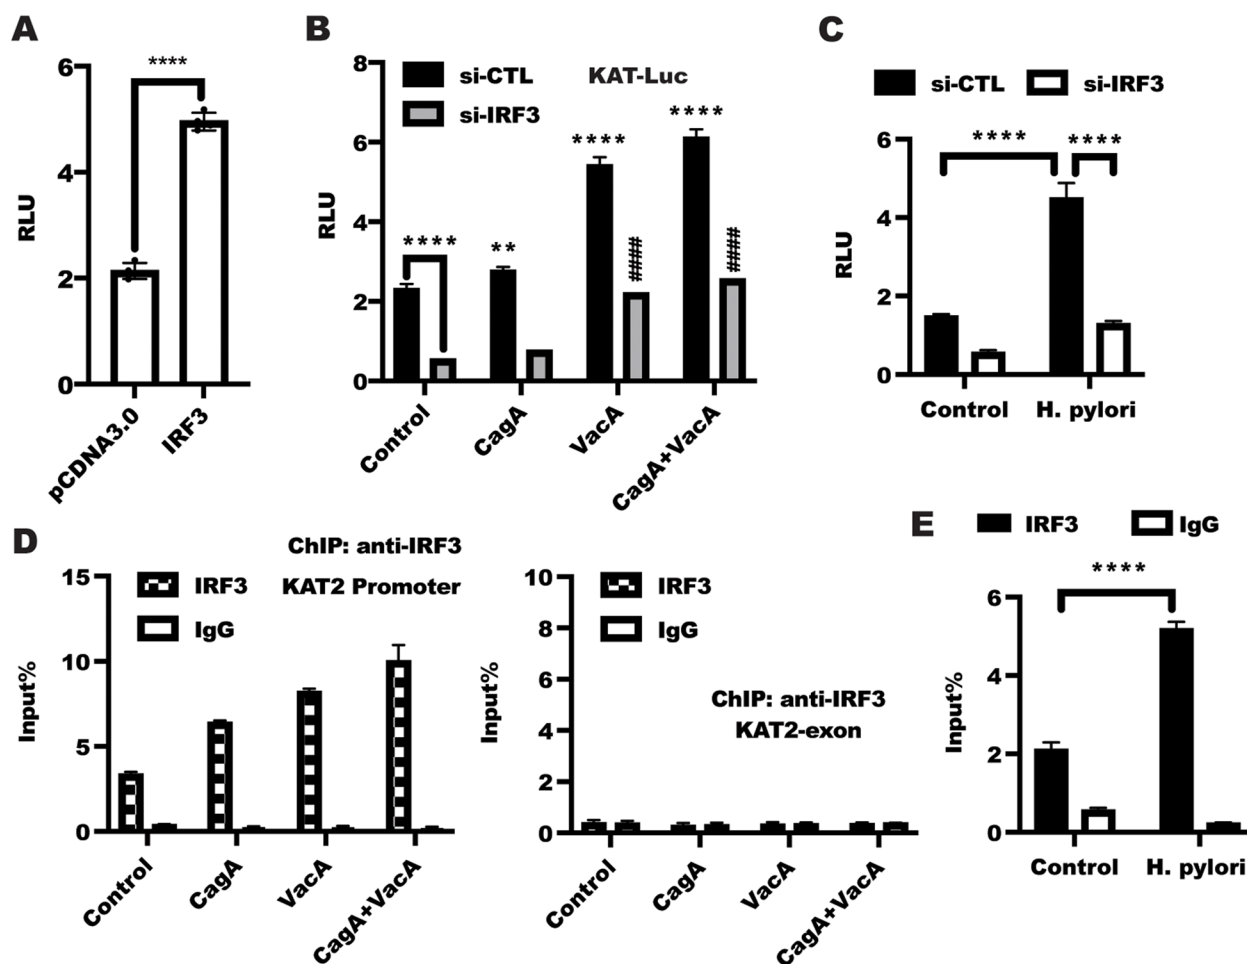 A
****
RLU
6
4
2
0
pCDNA3.0
IRF3
B
si-CTL
si-IRF3
KAT-Luc
RLU
8
6
4
2
0
****
**
****
####
****
####
Control
CagA
VacA
CagA+VacA
C
si-CTL
si-IRF3
****
****
RLU
6
4
2
0
Control
H. pylori
D
ChIP: anti-IRF3
KAT2 Promoter
IRF3
IgG
Input%
15
10
5
0
Control
CagA
VacA
CagA+VacA
IRF3
IgG
ChIP: anti-IRF3
KAT2-exon
Input%
10
8
6
4
2
0
Control
CagA
VacA
CagA+VacA
E
IRF3
IgG
****
Input%
6
4
2
0
Control
H. pylori